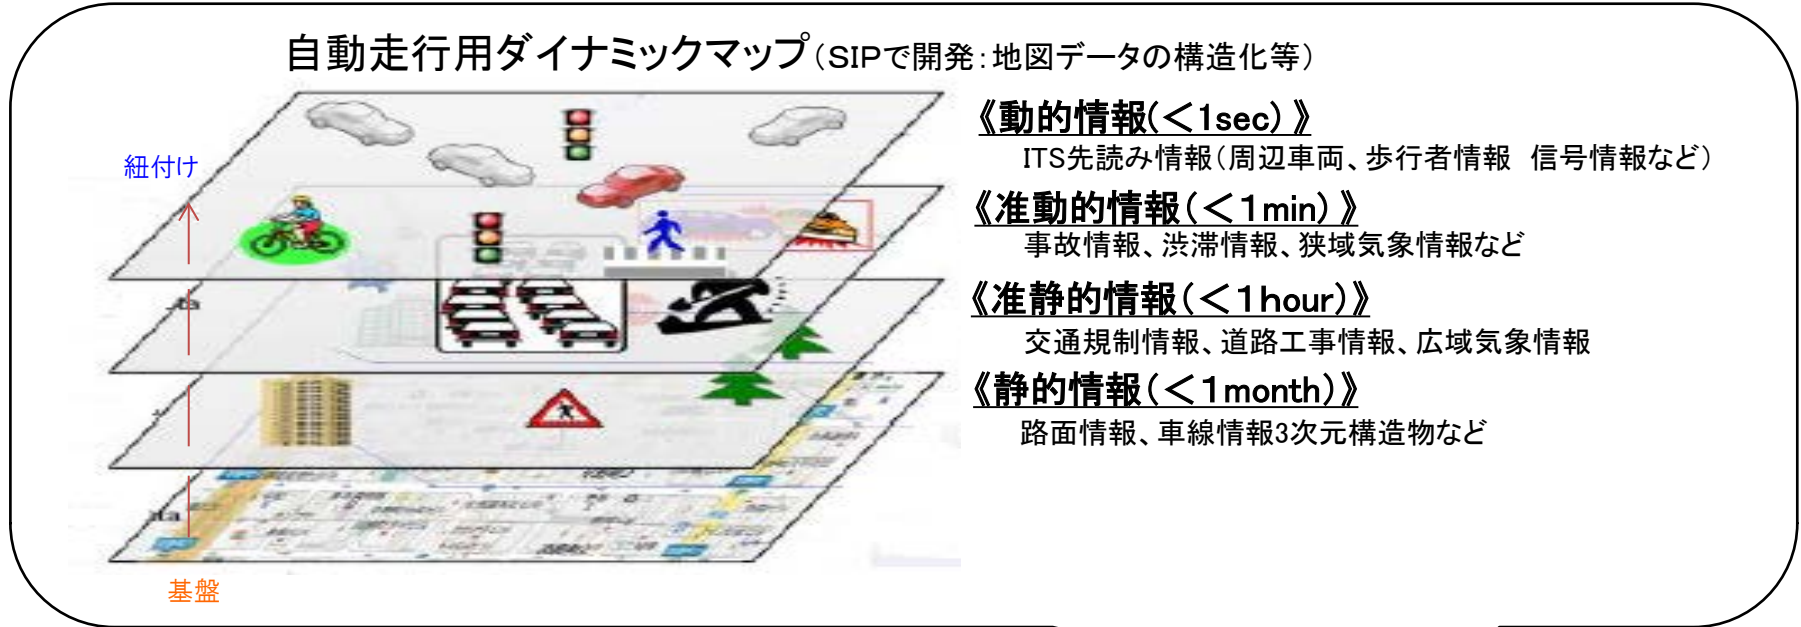 自動走行用ダイナミックマップ（SIPで開発：地図データの構造化等）
《動的情報(＜1sec)》
ITS先読み情報（周辺車両、歩行者情報　信号情報など）
紐付け
《准動的情報（＜1min）》
事故情報、渋滞情報、狭域気象情報など
《准静的情報（＜1hour)》
交通規制情報、道路工事情報、広域気象情報
《静的情報（＜1month)》
路面情報、車線情報3次元構造物など
基盤